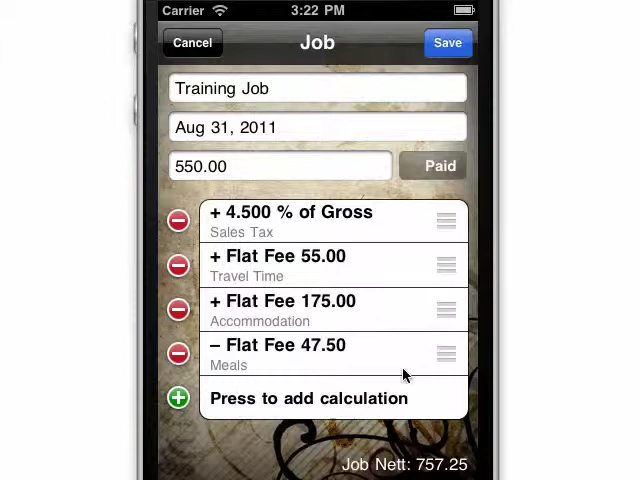 Carrier 3:22 PM
Cancel Job Save
Training Job
Aug 31, 2011
550.00 Paid
+ 4.500 % of Gross
Sales Tax
+ Flat Fee 55.00
Travel Time
+ Flat Fee 175.00
Accommodation
– Flat Fee 47.50
Meals
Press to add calculation
Job Nett: 757.25